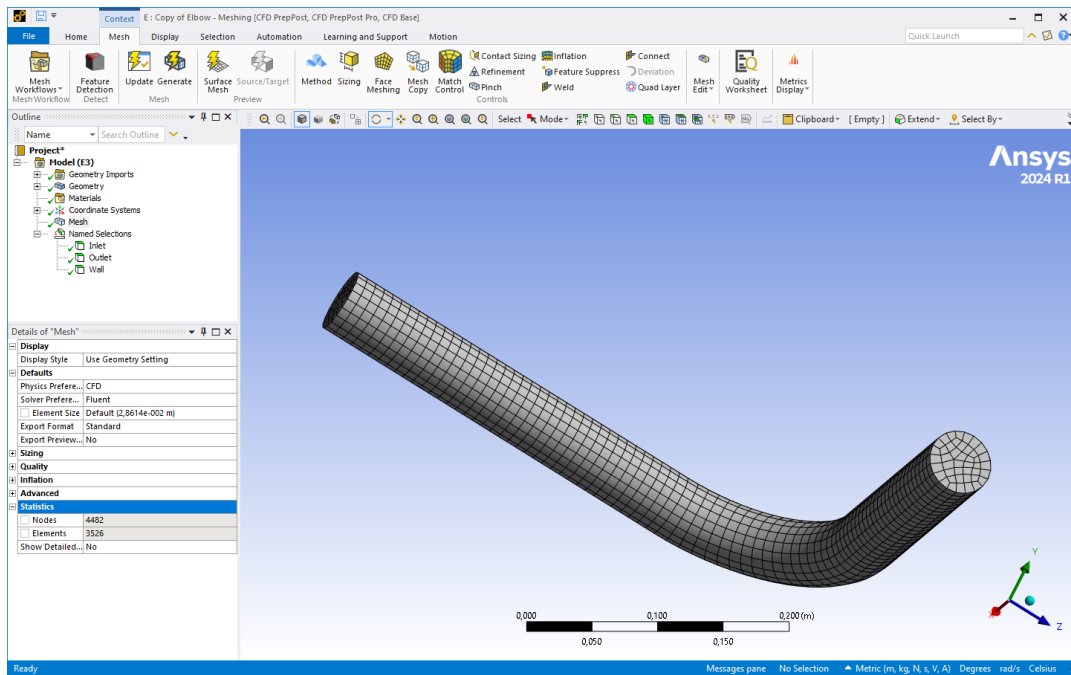 Context E : Copy of Elbow - Meshing [CFD PrepPost, CFD PrepPost Pro, CFD Base]
File Home Mesh Display Selection Automation Learning and Support Motion Quick Launch
Mesh Workflows
Mesh Workflow
Feature Detection
Detect
Update Generate
Mesh
Surface Mesh Source/Target
Preview
Method Sizing Face Meshing Mesh Copy Match Control
Contact Sizing Inflation Connect
Refinement Feature Suppress Deviation
Pinch Weld Quad Layer
Controls
Mesh Edit
Quality Worksheet
Metrics Display
Outline
Name Search Outline
Select Mode Clipboard [ Empty ] Extend Select By
Project*
Model (E3)
Geometry Imports
Geometry
Materials
Coordinate Systems
Mesh
Named Selections
Inlet
Outlet
Wall
Details of "Mesh"
Display
Display Style Use Geometry Setting
Defaults
Physics Prefere... CFD
Solver Prefere... Fluent
Element Size Default (2,8614e-002 m)
Export Format Standard
Export Preview... No
Sizing
Quality
Inflation
Advanced
Statistics
Nodes 4482
Elements 3526
Show Detailed... No
Ansys
2024 R1
0,000 0,100 0,200 (m)
0,050 0,150
Y
Z
Ready Messages pane No Selection Metric (m, kg, N, s, V, A) Degrees rad/s Celsius